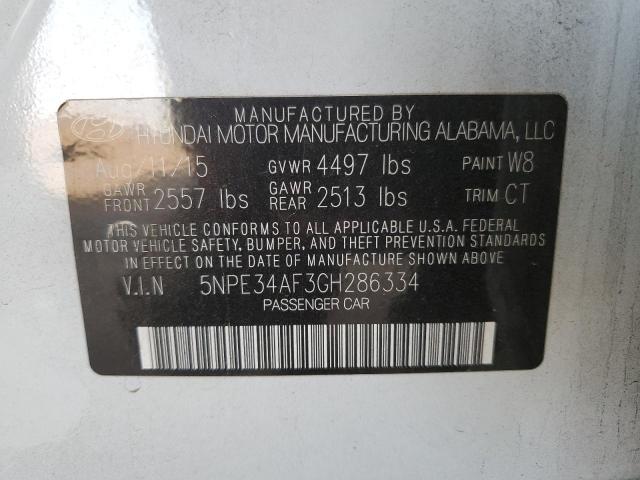 MANUFACTURED BY
HYUNDAI MOTOR MANUFACTURING ALABAMA, LLC
Aug/11/15 GVWR 4497 lbs PAINT W8
GAWR FRONT 2557 lbs GAWR REAR 2513 lbs TRIM CT
THIS VEHICLE CONFORMS TO ALL APPLICABLE U.S.A. FEDERAL
MOTOR VEHICLE SAFETY, BUMPER, AND THEFT PREVENTION STANDARDS
IN EFFECT ON THE DATE OF MANUFACTURE SHOWN ABOVE
V.I.N 5NPE34AF3GH286334
PASSENGER CAR